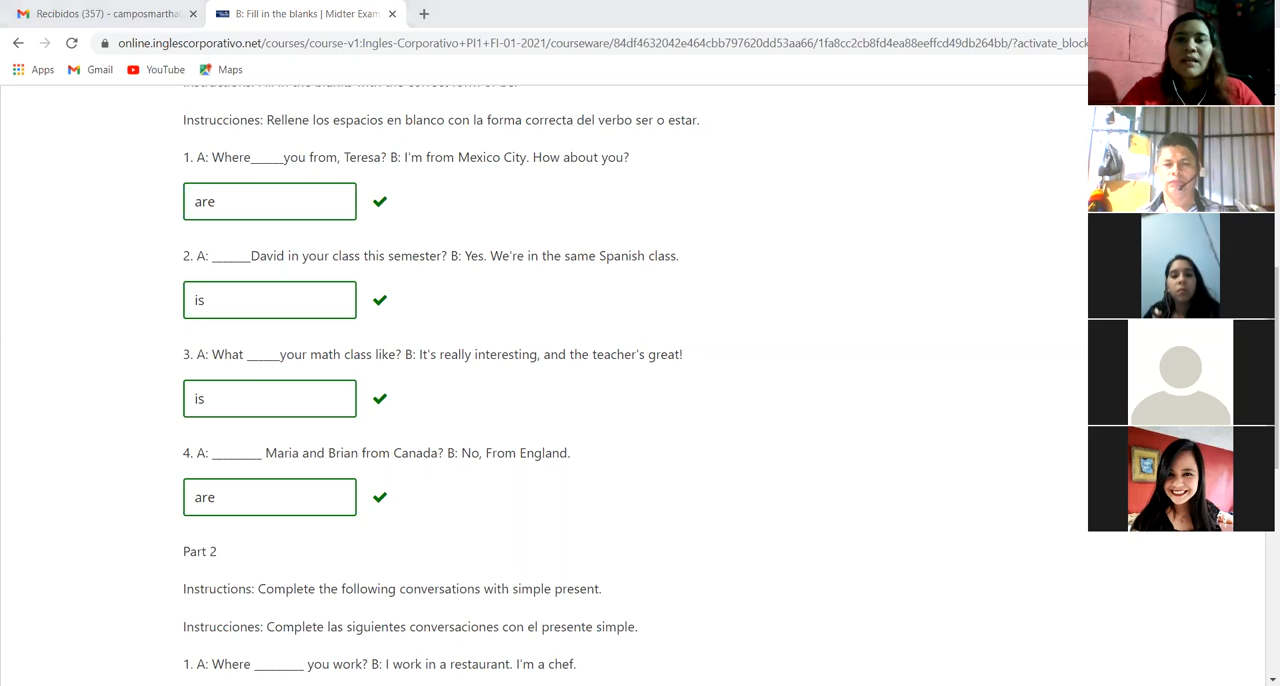 Recibidos (357) - camposmartha
B: Fill in the blanks | Midter Exam
online.inglescorporativo.net/courses/course-v1:Ingles-Corporativo+PI1+FI-01-2021/courseware/84df4632042e464cbb797620dd53aa66/1fa8cc2cb8fd4ea88eeffcd49db264bb/?activate_block
Apps Gmail YouTube Maps
Instrucciones: Rellene los espacios en blanco con la forma correcta del verbo ser o estar.
1. A: Where______you from, Teresa? B: I'm from Mexico City. How about you?
are
2. A: _______David in your class this semester? B: Yes. We're in the same Spanish class.
is
3. A: What ______your math class like? B: It's really interesting, and the teacher's great!
is
4. A: _________ Maria and Brian from Canada? B: No, From England.
are
Part 2
Instructions: Complete the following conversations with simple present.
Instrucciones: Complete las siguientes conversaciones con el presente simple.
1. A: Where _________ you work? B: I work in a restaurant. I'm a chef.